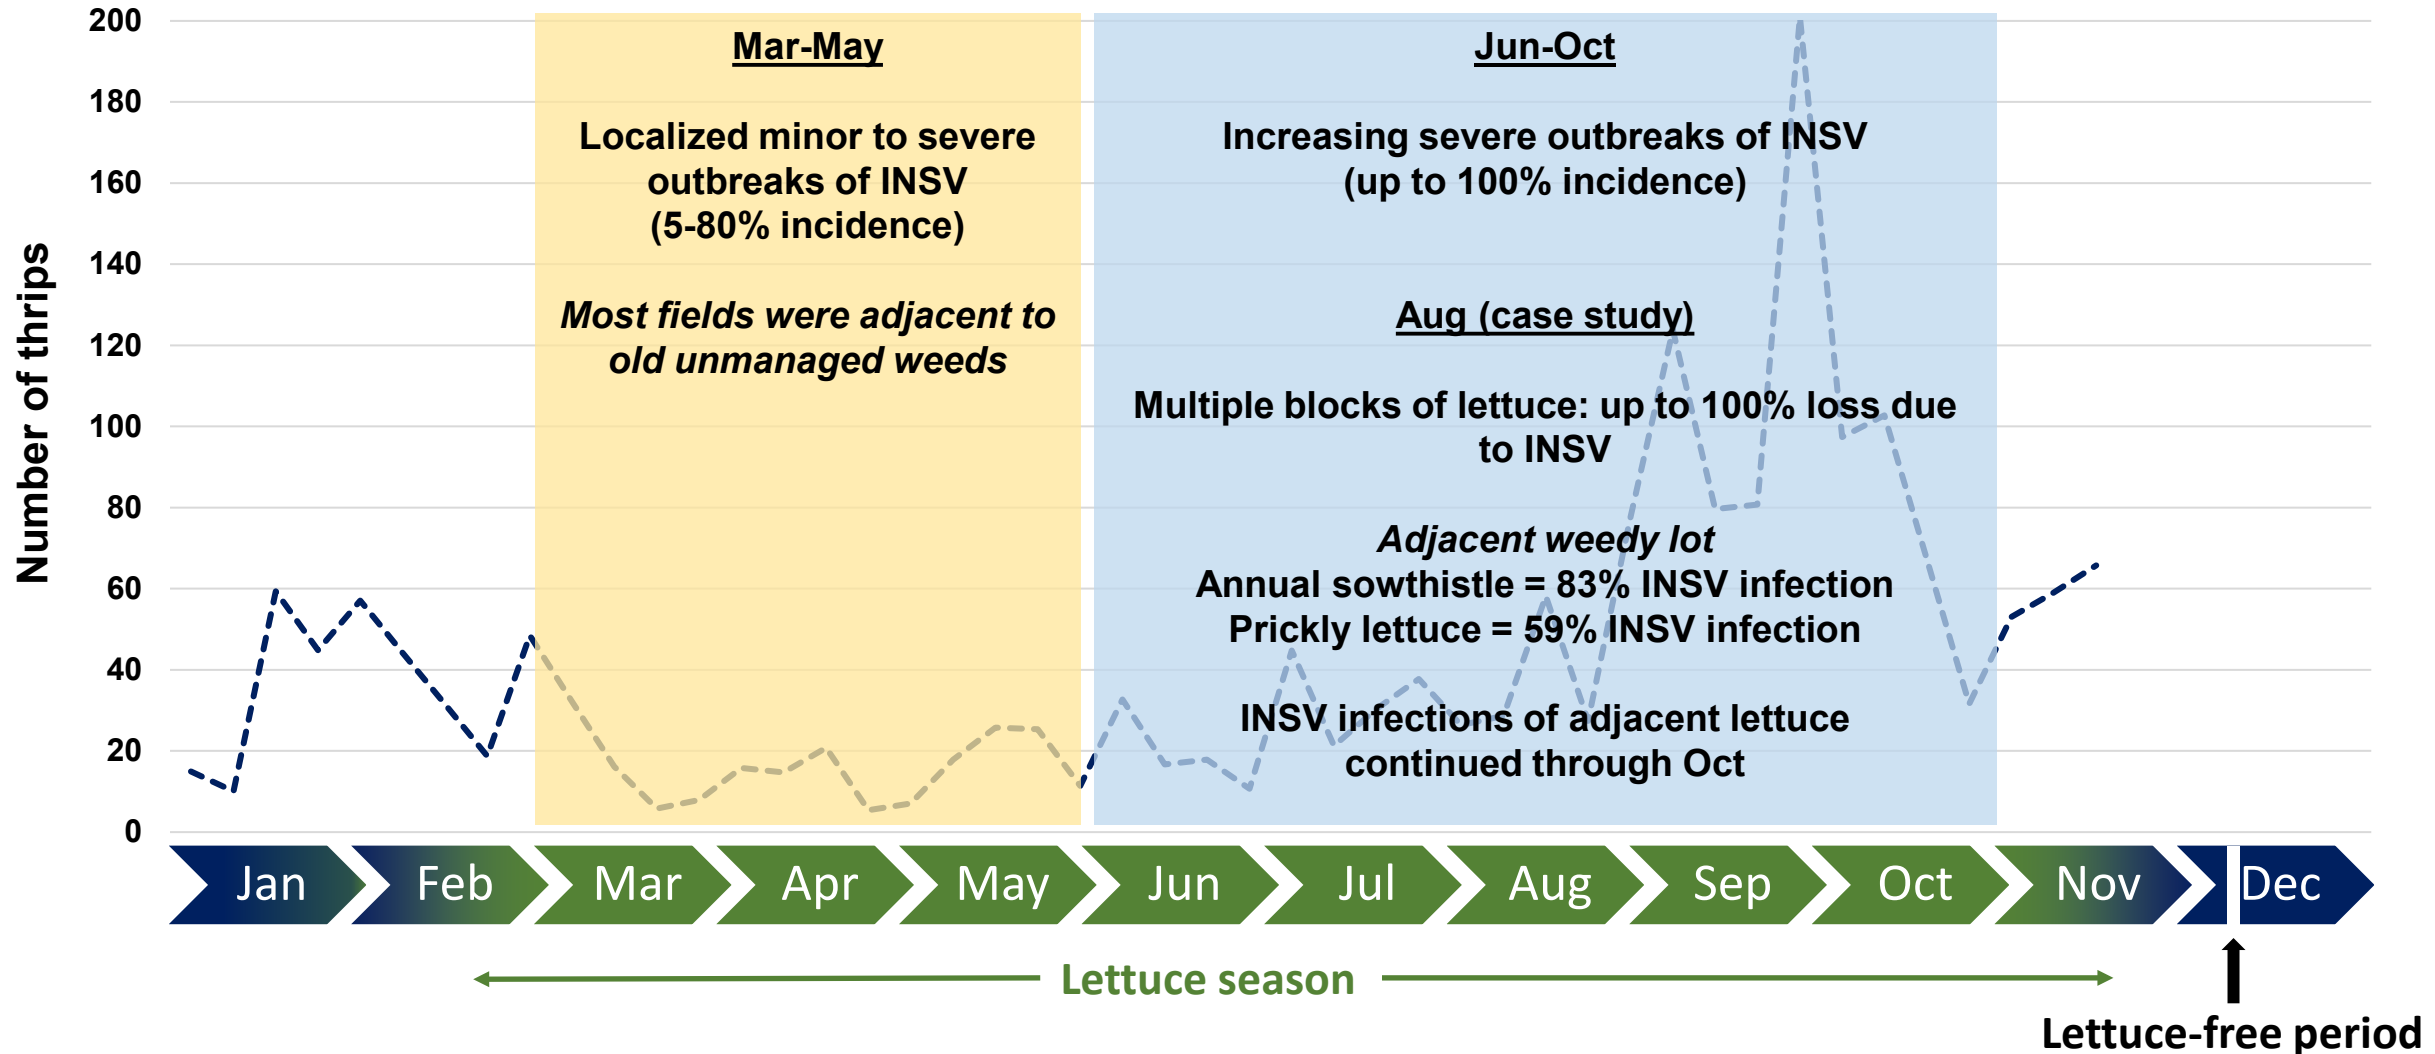 Number of thrips
200
180
160
140
120
100
80
60
40
20
0
Mar-May
Localized minor to severe
outbreaks of INSV
(5-80% incidence)
Most fields were adjacent to
old unmanaged weeds
Jun-Oct
Increasing severe outbreaks of INSV
(up to 100% incidence)
Aug (case study)
Multiple blocks of lettuce: up to 100% loss due
to INSV
Adjacent weedy lot
Annual sowthistle = 83% INSV infection
Prickly lettuce = 59% INSV infection
INSV infections of adjacent lettuce
continued through Oct
Jan Feb Mar Apr May Jun Jul Aug Sep Oct Nov Dec
Lettuce season
Lettuce-free period